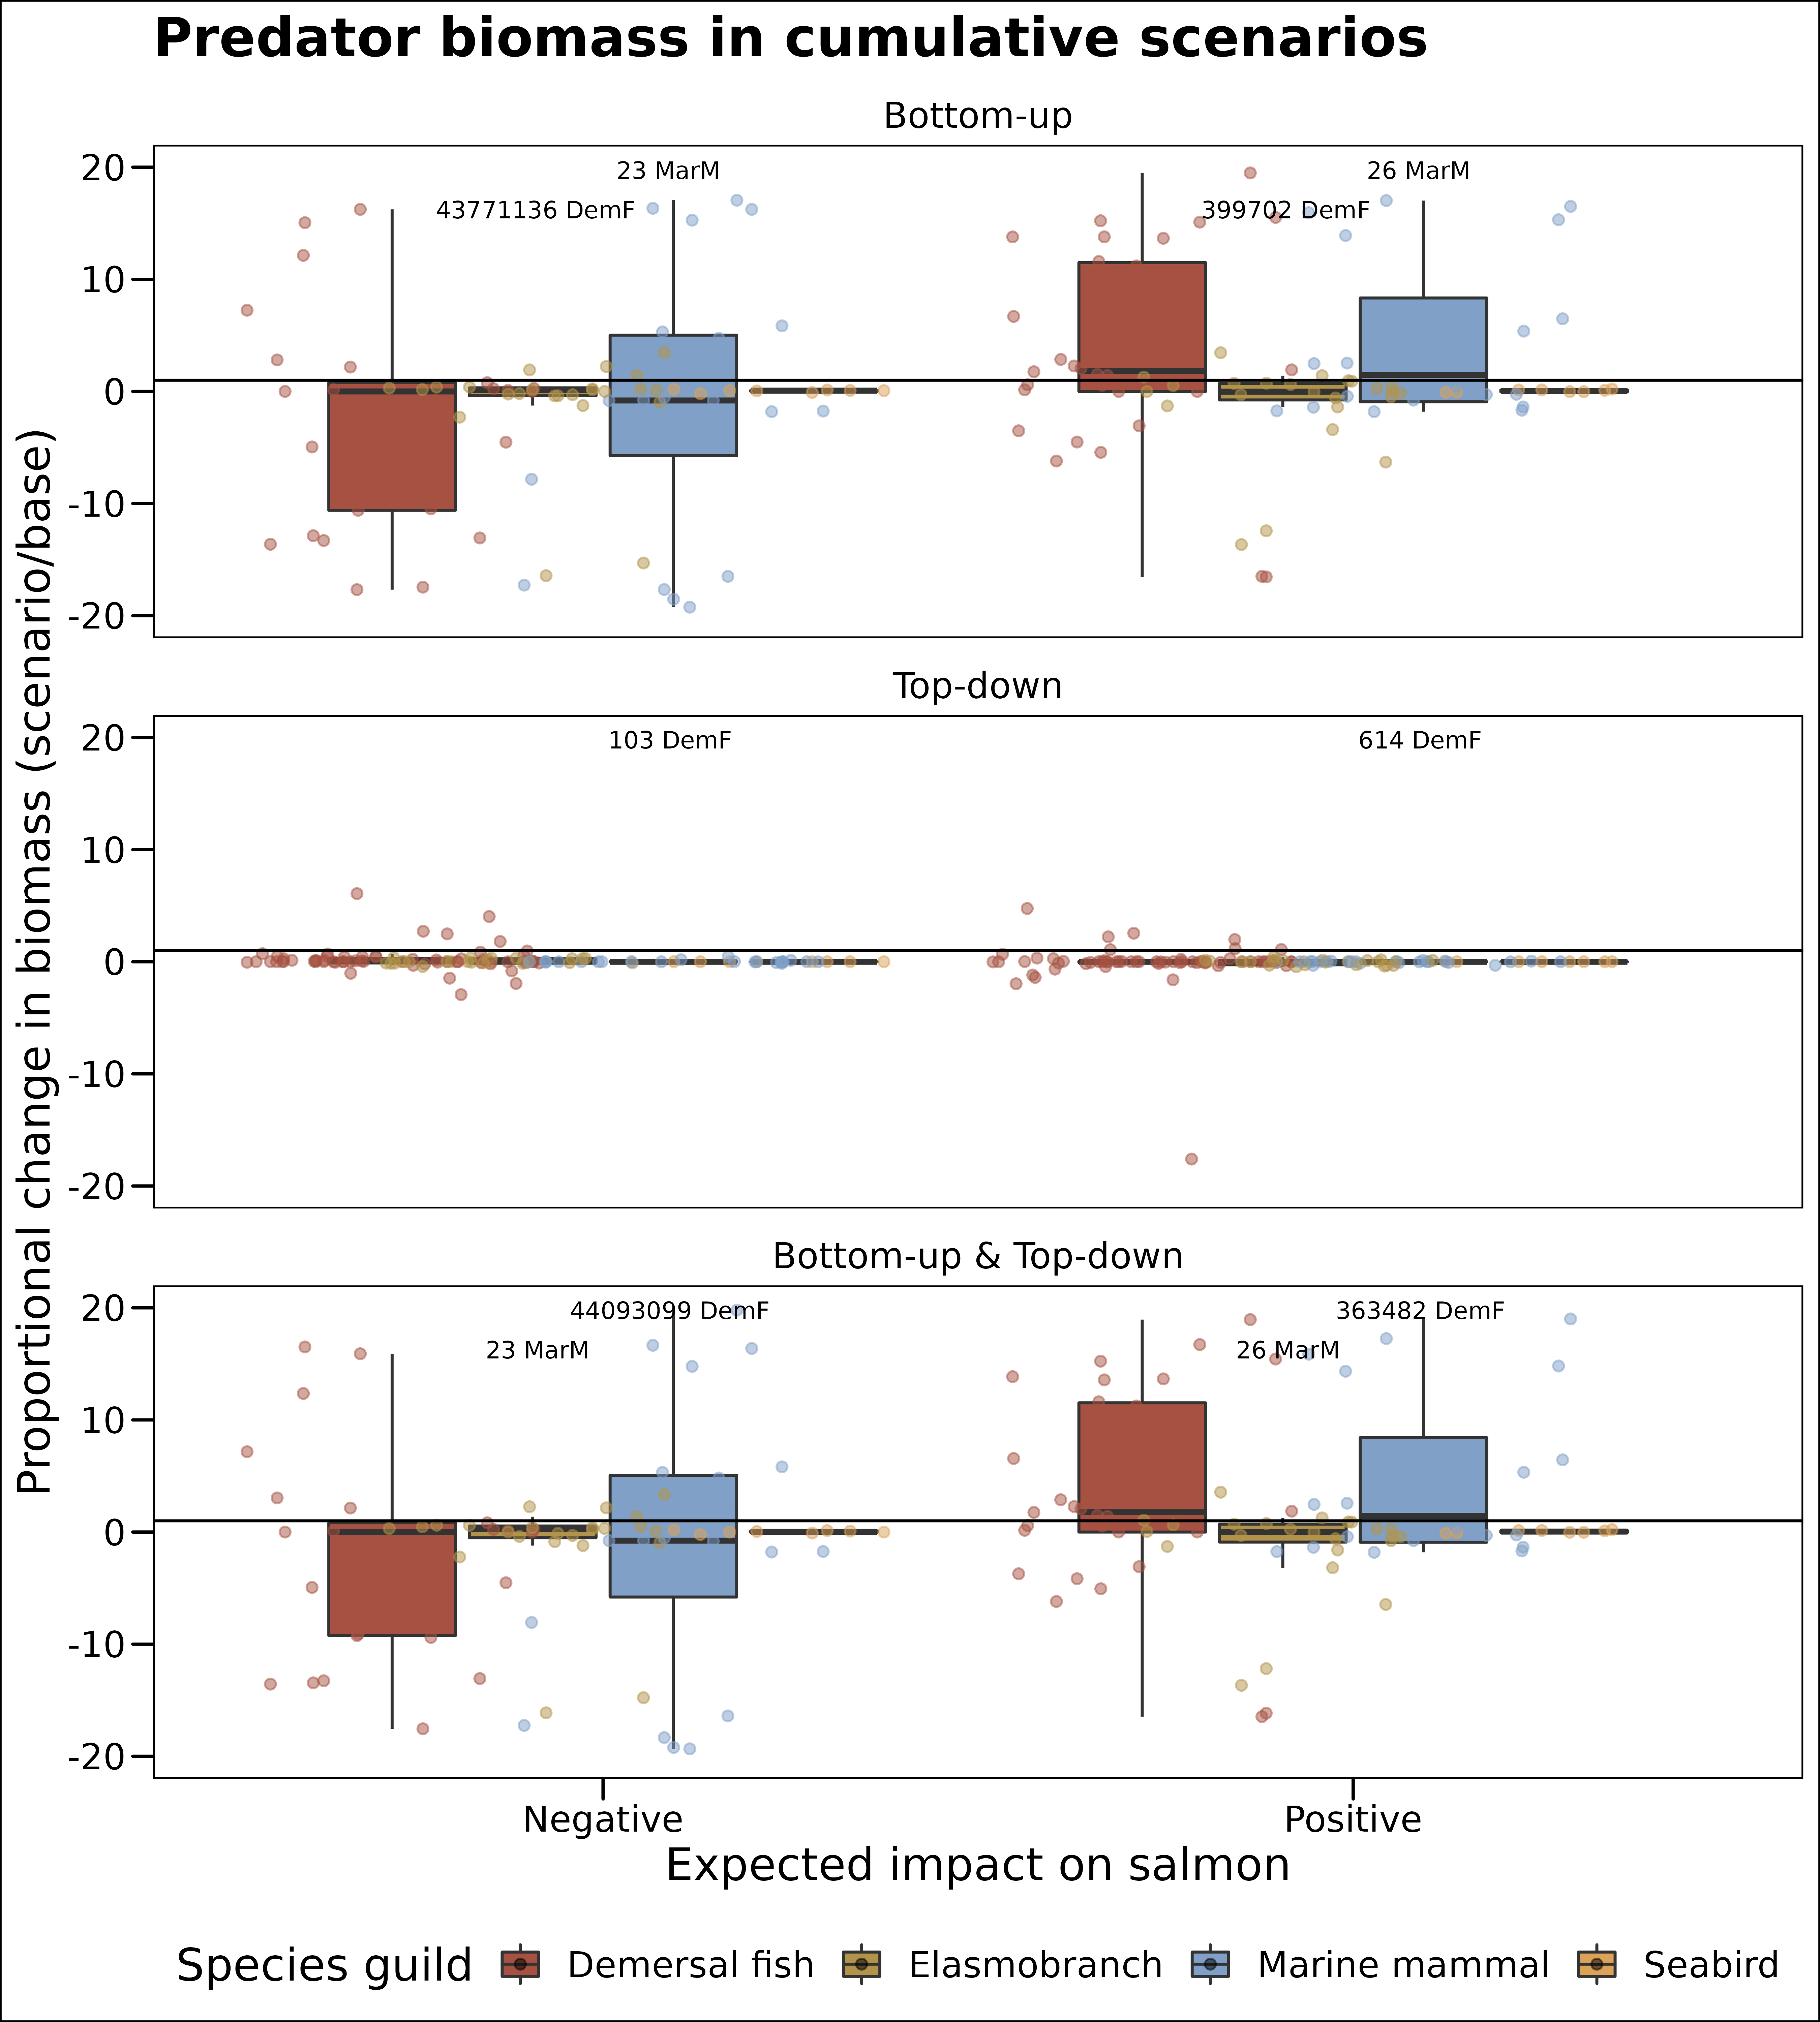 Predator biomass in cumulative scenarios
Proportional change in biomass (scenario/base)
Bottom-up
20
10
0
-10
-20
23 MarM
26 MarM
43771136 DemF
399702 DemF
Top-down
20
10
0
-10
-20
103 DemF
614 DemF
Bottom-up & Top-down
20
10
0
-10
-20
44093099 DemF
363482 DemF
23 MarM
26 MarM
Negative
Positive
Expected impact on salmon
Species guild
Demersal fish
Elasmobranch
Marine mammal
Seabird